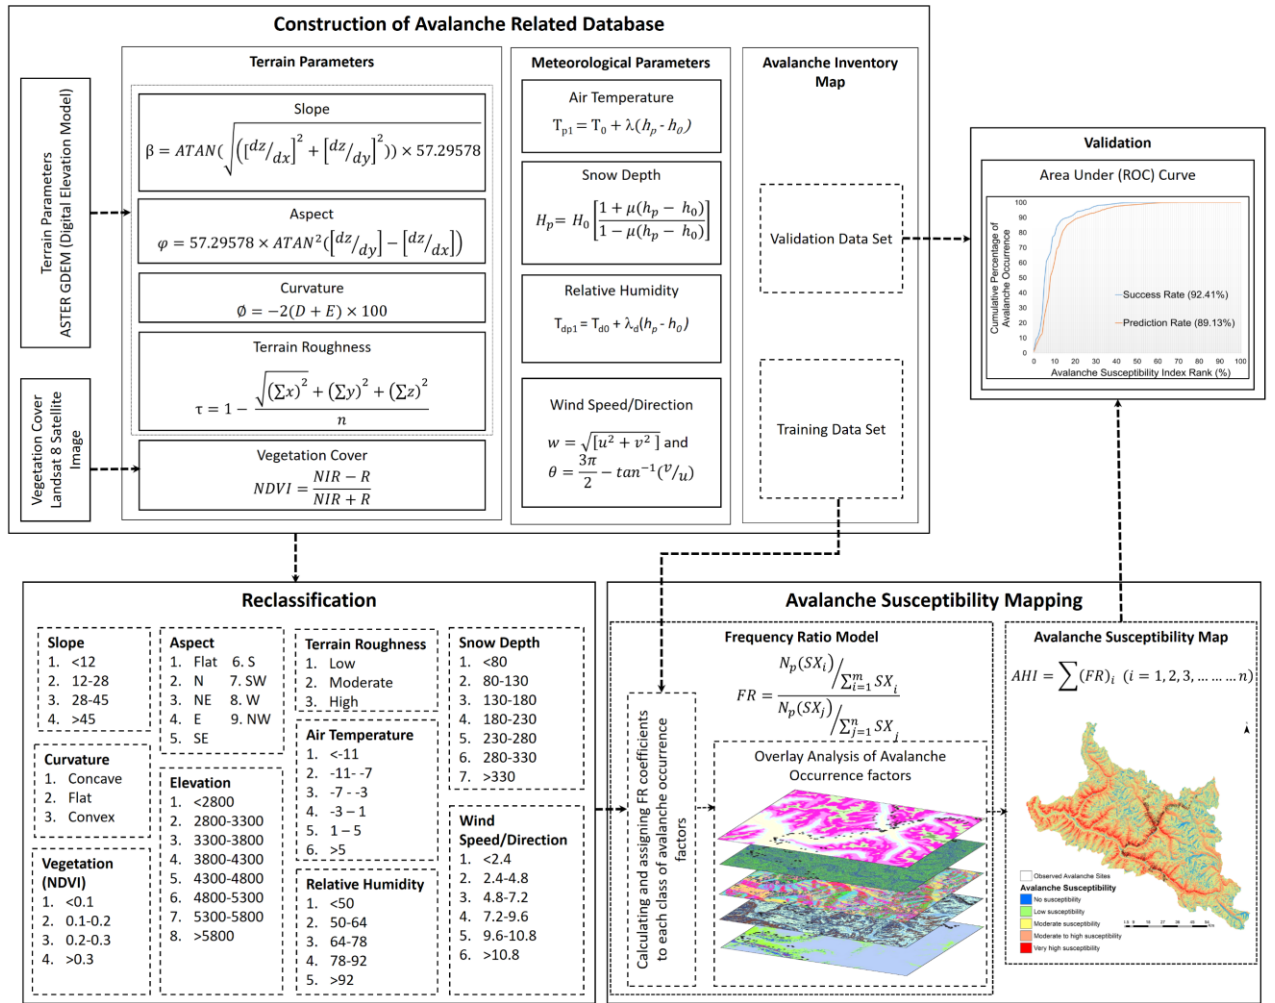 Construction of Avalanche Related Database
Terrain Parameters
ASTER GDEM (Digital Elevation Model)
Vegetation Cover
Landsat 8 Satellite
Image
Terrain Parameters
Slope
β = ATAN(√([dz/dx]² + [dz/dy]²)) × 57.29578
Aspect
φ = 57.29578 × ATAN²([dz/dy] − [dz/dx])
Curvature
Ø = −2(D + E) × 100
Terrain Roughness
τ = 1 − √(∑x)² + (∑y)² + (∑z)² / n
Vegetation Cover
NDVI = NIR − R / NIR + R
Meteorological Parameters
Air Temperature
Tp1 = T0 + λ(hp - h0)
Snow Depth
Hp = H0 [1 + μ(hp − h0) / 1 − μ(hp − h0)]
Relative Humidity
Tdp1 = Td0 + λd(hp - h0)
Wind Speed/Direction
w = √[u² + v² ] and
θ = 3π/2 − tan⁻¹(v/u)
Avalanche Inventory
Map
Validation Data Set
Training Data Set
Validation
Area Under (ROC) Curve
Cumulative Percentage of
Avalanche Occurrence
100
90
80
70
60
50
40
30
20
10
0
Success Rate (92.41%)
Prediction Rate (89.13%)
0 10 20 30 40 50 60 70 80 90 100
Avalanche Susceptibility Index Rank (%)
Reclassification
Slope
1. <12
2. 12-28
3. 28-45
4. >45
Curvature
1. Concave
2. Flat
3. Convex
Vegetation
(NDVI)
1. <0.1
2. 0.1-0.2
3. 0.2-0.3
4. >0.3
Aspect
1. Flat 6. S
2. N 7. SW
3. NE 8. W
4. E 9. NW
5. SE
Elevation
1. <2800
2. 2800-3300
3. 3300-3800
4. 3800-4300
5. 4300-4800
6. 4800-5300
7. 5300-5800
8. >5800
Terrain Roughness
1. Low
2. Moderate
3. High
Air Temperature
1. <-11
2. -11- -7
3. -7 - -3
4. -3 – 1
5. 1 – 5
6. >5
Relative Humidity
1. <50
2. 50-64
3. 64-78
4. 78-92
5. >92
Snow Depth
1. <80
2. 80-130
3. 130-180
4. 180-230
5. 230-280
6. 280-330
7. >330
Wind
Speed/Direction
1. <2.4
2. 2.4-4.8
3. 4.8-7.2
4. 7.2-9.6
5. 9.6-10.8
6. >10.8
Avalanche Susceptibility Mapping
Calculating and assigning FR coefficients
to each class of avalanche occurrence
factors
Frequency Ratio Model
FR = Np(SXi)/∑ᵐi=1 SXi / Np(SXj)/∑ⁿj=1 SXj
Overlay Analysis of Avalanche
Occurrence factors
Avalanche Susceptibility Map
AHI = ∑(FR)i (i = 1, 2, 3, … … … n)
Observed Avalanche Sites
Avalanche Susceptibility
No susceptibility
Low susceptibility
Moderate susceptibility
Moderate to high susceptibility
Very high susceptibility